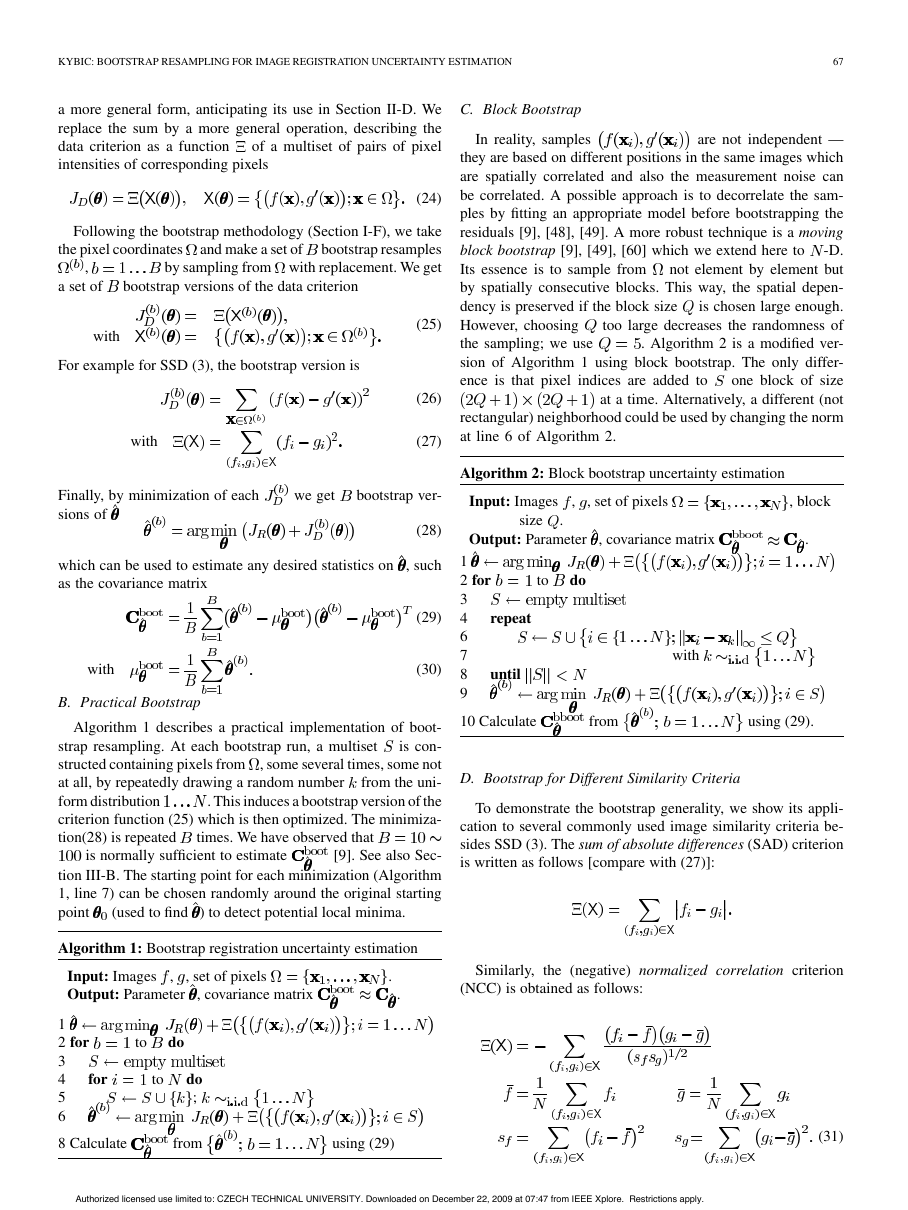 KYBIC: BOOTSTRAP RESAMPLING FOR IMAGE REGISTRATION UNCERTAINTY ESTIMATION 67
a more general form, anticipating its use in Section II-D. We
replace the sum by a more general operation, describing the
data criterion as a function Ξ of a multiset of pairs of pixel
intensities of corresponding pixels
J_D(θ) = Ξ(X(θ)), X(θ) = {(f(x), g′(x)); x ∈ Ω}. (24)
Following the bootstrap methodology (Section I-F), we take
the pixel coordinates Ω and make a set of B bootstrap resamples
Ω^(b), b = 1 … B by sampling from Ω with replacement. We get
a set of B bootstrap versions of the data criterion
J_D^(b)(θ) = Ξ(X^(b)(θ)),
with X^(b)(θ) = {(f(x), g′(x)); x ∈ Ω^(b)}. (25)
For example for SSD (3), the bootstrap version is
J_D^(b)(θ) = ∑_{x∈Ω^(b)} (f(x) − g′(x))² (26)
with Ξ(X) = ∑_{(f_i,g_i)∈X} (f_i − g_i)². (27)
Finally, by minimization of each J_D^(b) we get B bootstrap ver-
sions of θ̂
θ̂^(b) = arg min_θ (J_R(θ) + J_D^(b)(θ)) (28)
which can be used to estimate any desired statistics on θ̂, such
as the covariance matrix
C_θ̂^boot = 1/B ∑_{b=1}^{B} (θ̂^(b) − μ_θ̂^boot)(θ̂^(b) − μ_θ̂^boot)^T (29)
with μ_θ̂^boot = 1/B ∑_{b=1}^{B} θ̂^(b). (30)
B. Practical Bootstrap
Algorithm 1 describes a practical implementation of boot-
strap resampling. At each bootstrap run, a multiset S is con-
structed containing pixels from Ω, some several times, some not
at all, by repeatedly drawing a random number k from the uni-
form distribution 1 … N. This induces a bootstrap version of the
criterion function (25) which is then optimized. The minimiza-
tion(28) is repeated B times. We have observed that B = 10 ∼
100 is normally sufficient to estimate C_θ̂^boot [9]. See also Sec-
tion III-B. The starting point for each minimization (Algorithm
1, line 7) can be chosen randomly around the original starting
point θ₀ (used to find θ̂) to detect potential local minima.
Algorithm 1: Bootstrap registration uncertainty estimation
Input: Images f, g, set of pixels Ω = {x₁, …, x_N}.
Output: Parameter θ̂, covariance matrix C_θ̂^boot ≈ C_θ̂.
1 θ̂ ← arg min_θ J_R(θ) + Ξ({(f(x_i), g′(x_i))}; i = 1 … N)
2 for b = 1 to B do
3 S ← empty multiset
4 for i = 1 to N do
5 S ← S ∪ {k}; k ∼_i.i.d {1 … N}
6 θ̂^(b) ← arg min_θ J_R(θ) + Ξ({(f(x_i), g′(x_i))}; i ∈ S)
8 Calculate C_θ̂^boot from {θ̂^(b); b = 1 … N} using (29)
C. Block Bootstrap
In reality, samples (f(x_i), g′(x_i)) are not independent —
they are based on different positions in the same images which
are spatially correlated and also the measurement noise can
be correlated. A possible approach is to decorrelate the sam-
ples by fitting an appropriate model before bootstrapping the
residuals [9], [48], [49]. A more robust technique is a moving
block bootstrap [9], [49], [60] which we extend here to N-D.
Its essence is to sample from Ω not element by element but
by spatially consecutive blocks. This way, the spatial depen-
dency is preserved if the block size Q is chosen large enough.
However, choosing Q too large decreases the randomness of
the sampling; we use Q = 5. Algorithm 2 is a modified ver-
sion of Algorithm 1 using block bootstrap. The only differ-
ence is that pixel indices are added to S one block of size
(2Q + 1) × (2Q + 1) at a time. Alternatively, a different (not
rectangular) neighborhood could be used by changing the norm
at line 6 of Algorithm 2.
Algorithm 2: Block bootstrap uncertainty estimation
Input: Images f, g, set of pixels Ω = {x₁, …, x_N}, block
size Q.
Output: Parameter θ̂, covariance matrix C_θ̂^bboot ≈ C_θ̂.
1 θ̂ ← arg min_θ J_R(θ) + Ξ({(f(x_i), g′(x_i))}; i = 1 … N)
2 for b = 1 to B do
3 S ← empty multiset
4 repeat
6 S ← S ∪ {i ∈ {1 … N}; ||x_i − x_k||_∞ ≤ Q}
7 with k ∼_i.i.d {1 … N}
8 until ||S|| < N
9 θ̂^(b) ← arg min_θ J_R(θ) + Ξ({(f(x_i), g′(x_i))}; i ∈ S)
10 Calculate C_θ̂^bboot from {θ̂^(b); b = 1 … N} using (29).
D. Bootstrap for Different Similarity Criteria
To demonstrate the bootstrap generality, we show its appli-
cation to several commonly used image similarity criteria be-
sides SSD (3). The sum of absolute differences (SAD) criterion
is written as follows [compare with (27)]:
Ξ(X) = ∑_{(f_i,g_i)∈X} |f_i − g_i|.
Similarly, the (negative) normalized correlation criterion
(NCC) is obtained as follows:
Ξ(X) = − ∑_{(f_i,g_i)∈X} (f_i − f̄)(g_i − ḡ) / (s_f s_g)^{1/2}
f̄ = 1/N ∑_{(f_i,g_i)∈X} f_i ḡ = 1/N ∑_{(f_i,g_i)∈X} g_i
s_f = ∑_{(f_i,g_i)∈X} (f_i − f̄)² s_g = ∑_{(f_i,g_i)∈X} (g_i − ḡ)². (31)
Authorized licensed use limited to: CZECH TECHNICAL UNIVERSITY. Downloaded on December 22, 2009 at 07:47 from IEEE Xplore. Restrictions apply.